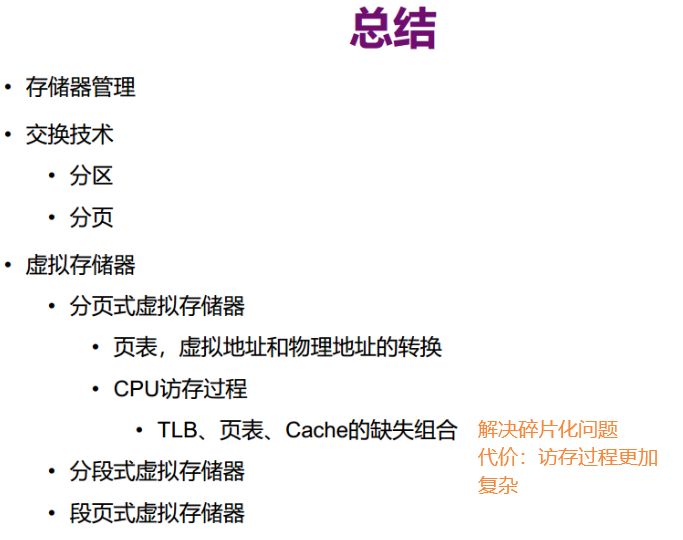 总结
• 存储器管理
• 交换技术
• 分区
• 分页
• 虚拟存储器
• 分页式虚拟存储器
• 页表，虚拟地址和物理地址的转换
• CPU访存过程
• TLB、页表、Cache的缺失组合
解决碎片化问题
代价：访存过程更加
复杂
• 分段式虚拟存储器
• 段页式虚拟存储器